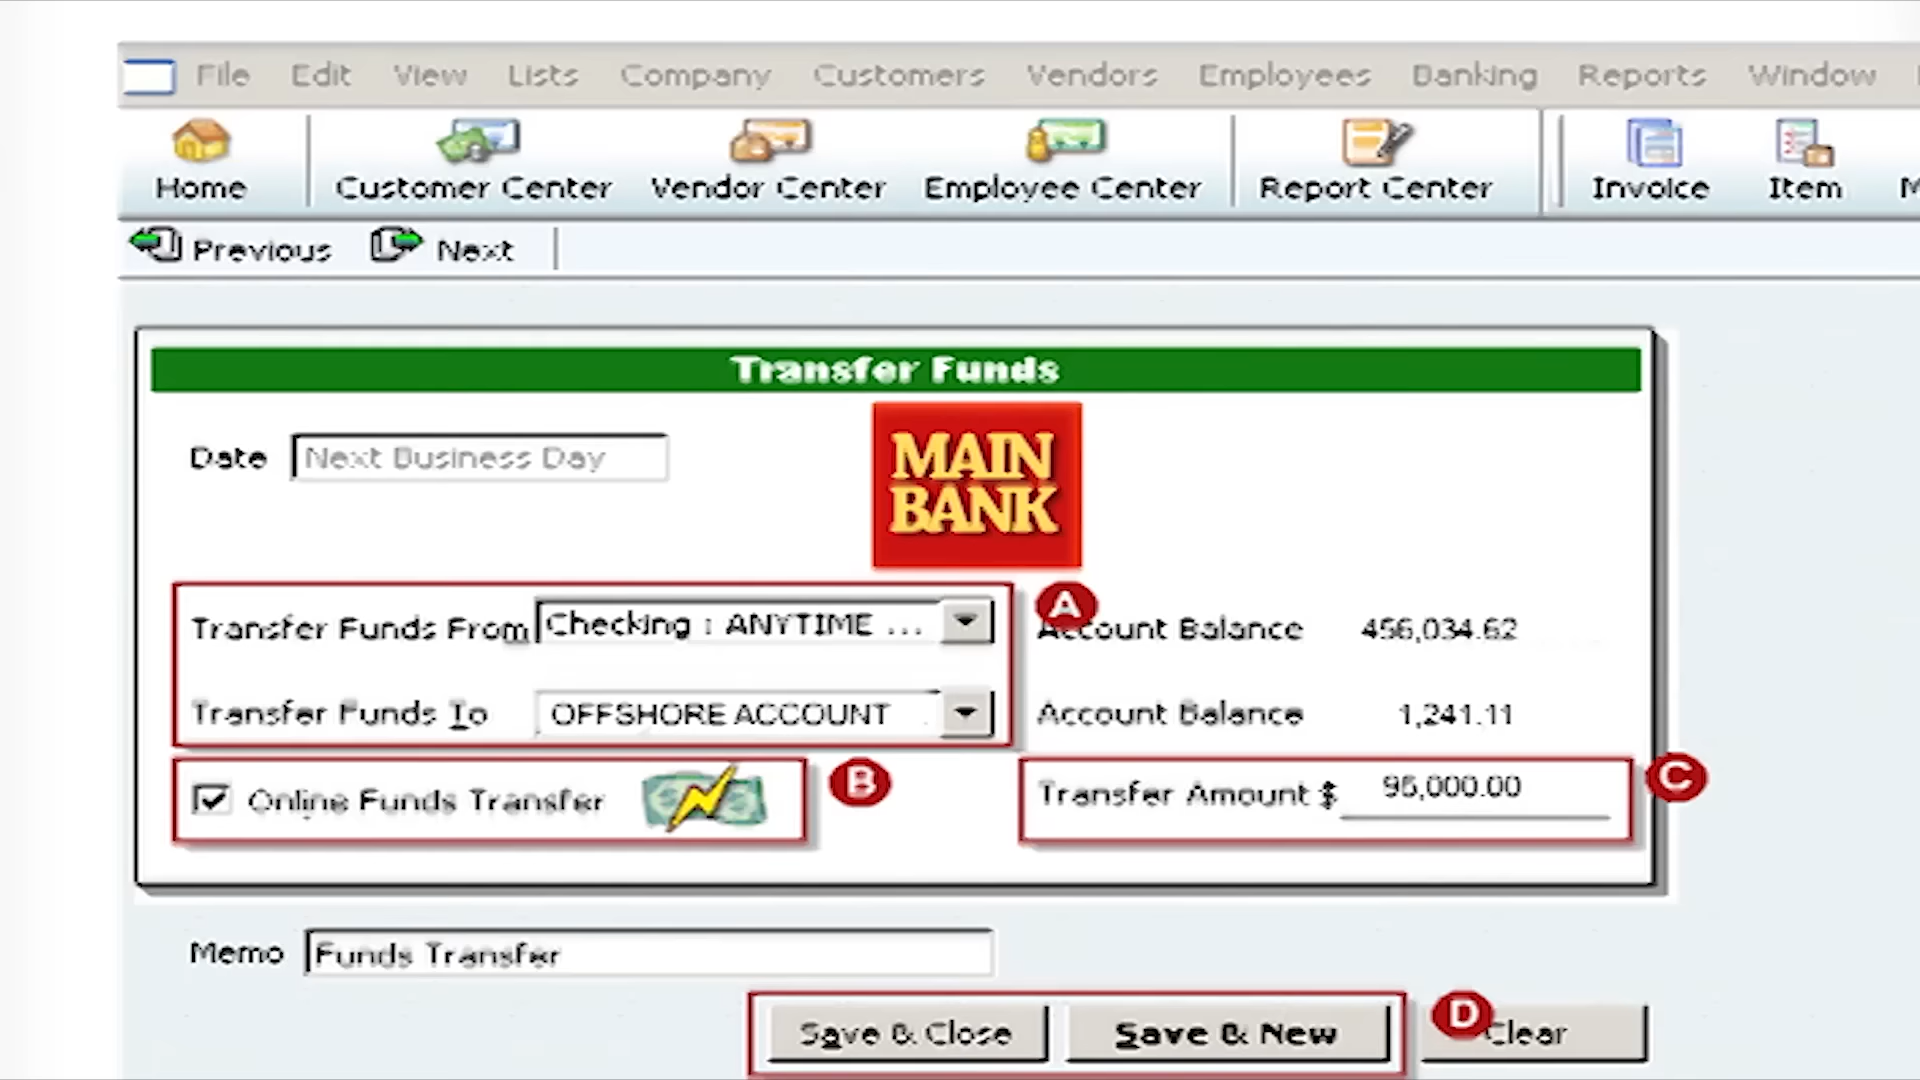 File Edit View Lists Company Customers Vendors Employees Banking Reports Window
Home Customer Center Vendor Center Employee Center Report Center Invoice Item
Previous Next
Transfer Funds
Date Next Business Day
MAIN
BANK
Transfer Funds From Checking : ANYTIME ... A Account Balance 456,034.62
Transfer Funds To OFFSHORE ACCOUNT Account Balance 1,241.11
Online Funds Transfer B Transfer Amount $ 95,000.00 C
Memo Funds Transfer
Save & Close Save & New D Clear